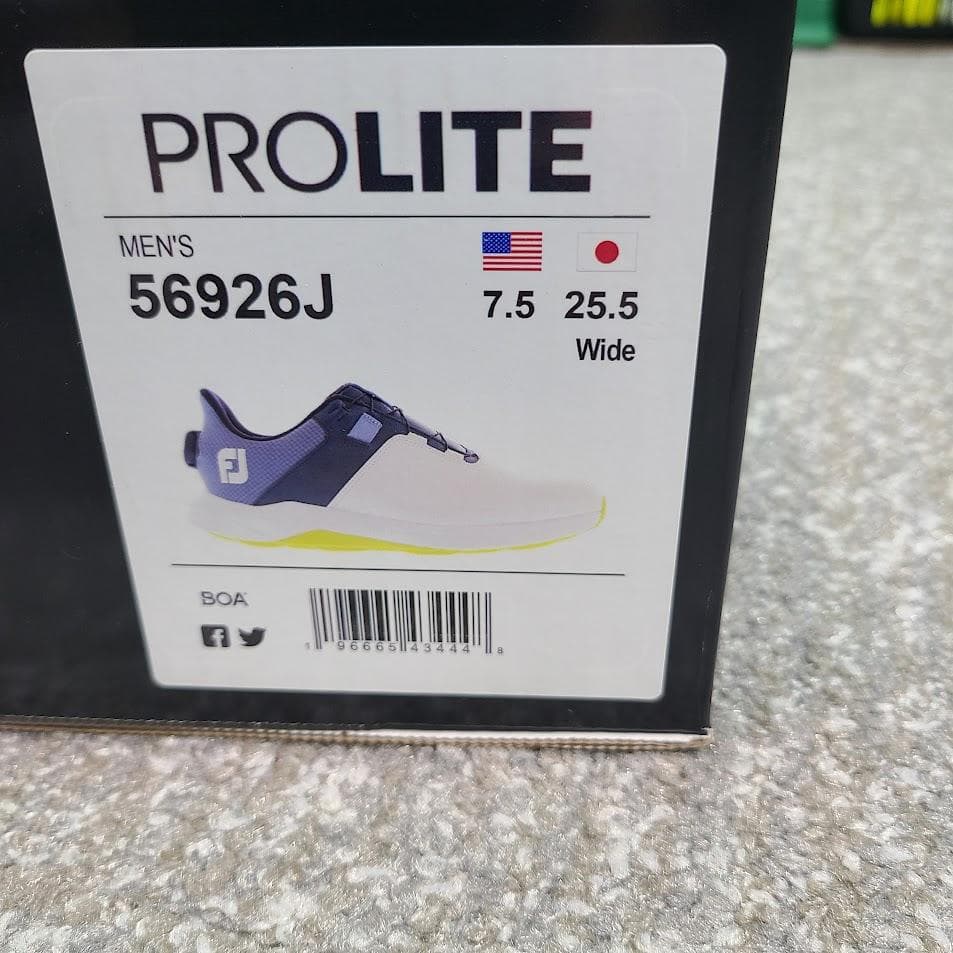 PROLITE
MEN'S
56926J
7.5 25.5
Wide
FJ
BOA
1 96665 43444 8